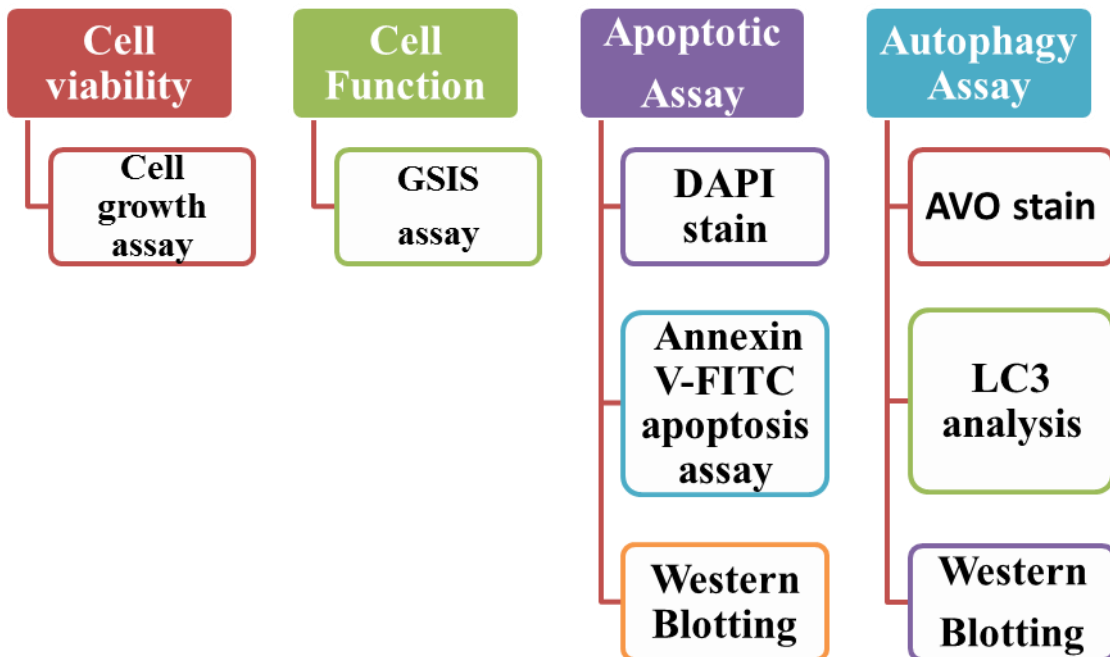 Cell
viability
Cell
growth
assay
Cell
Function
GSIS
assay
Apoptotic
Assay
DAPI
stain
Annexin
V-FITC
apoptosis
assay
Western
Blotting
Autophagy
Assay
AVO stain
LC3
analysis
Western
Blotting